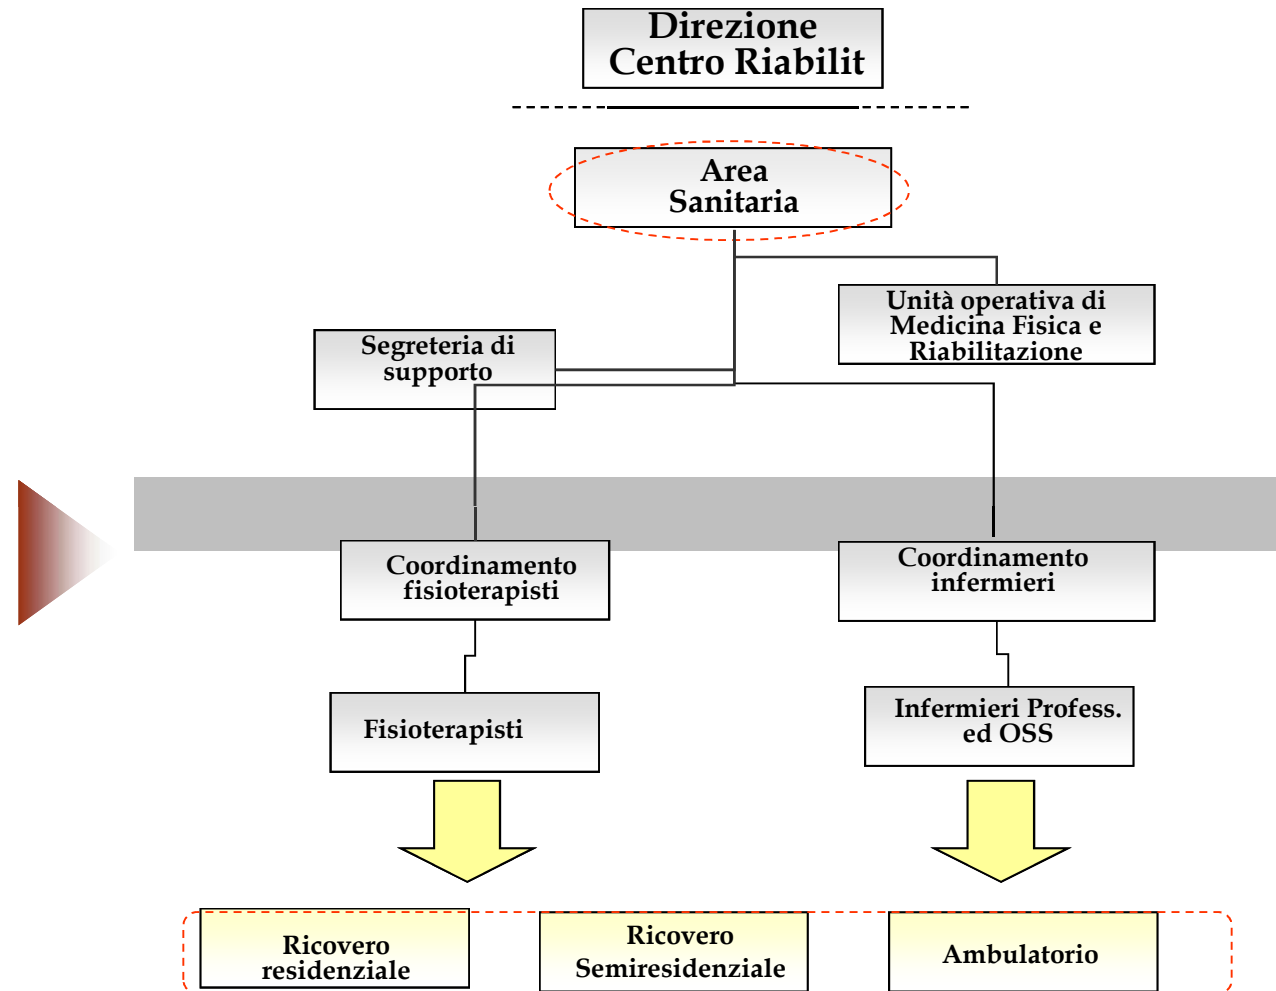 Direzione
Centro Riabilit
Area
Sanitaria
Unità operativa di
Medicina Fisica e
Riabilitazione
Segreteria di
supporto
Coordinamento
fisioterapisti
Coordinamento
infermieri
Fisioterapisti
Infermieri Profess.
ed OSS
Ricovero
residenziale
Ricovero
Semiresidenziale
Ambulatorio